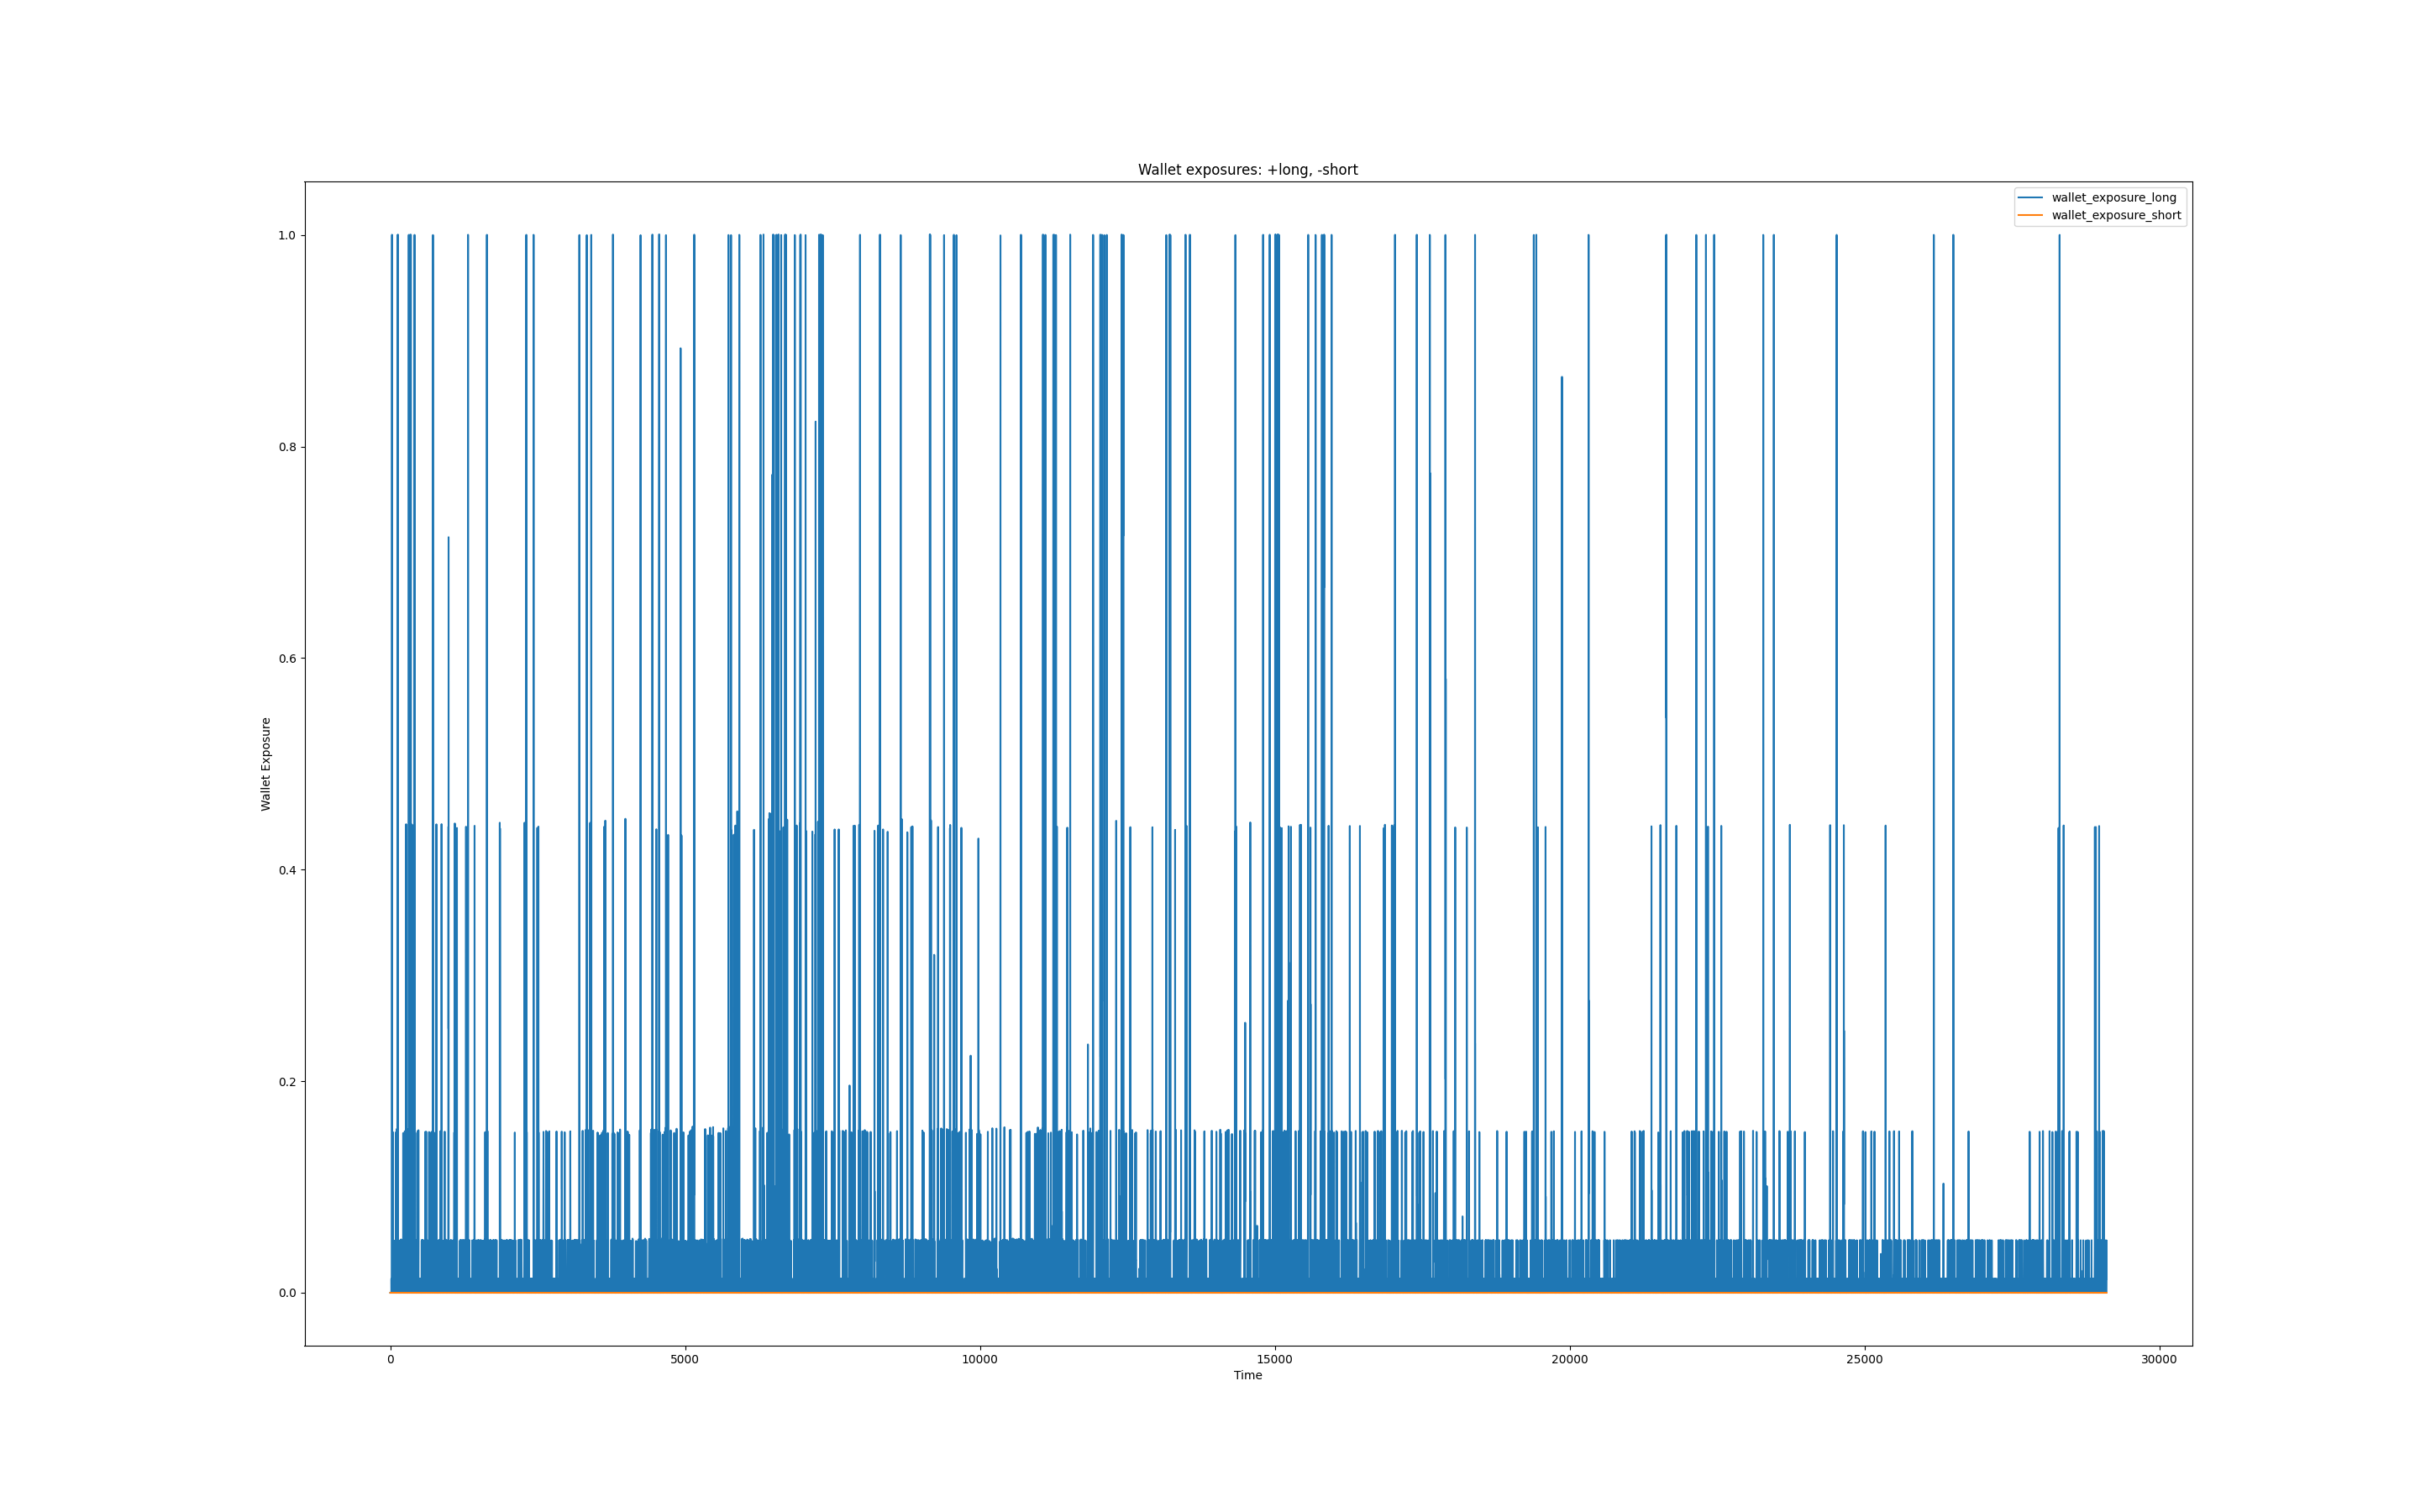 Wallet exposures: +long, -short
wallet_exposure_long
wallet_exposure_short
1.0
0.8
0.6
0.4
0.2
0.0
Wallet Exposure
0 5000 10000 15000 20000 25000 30000
Time